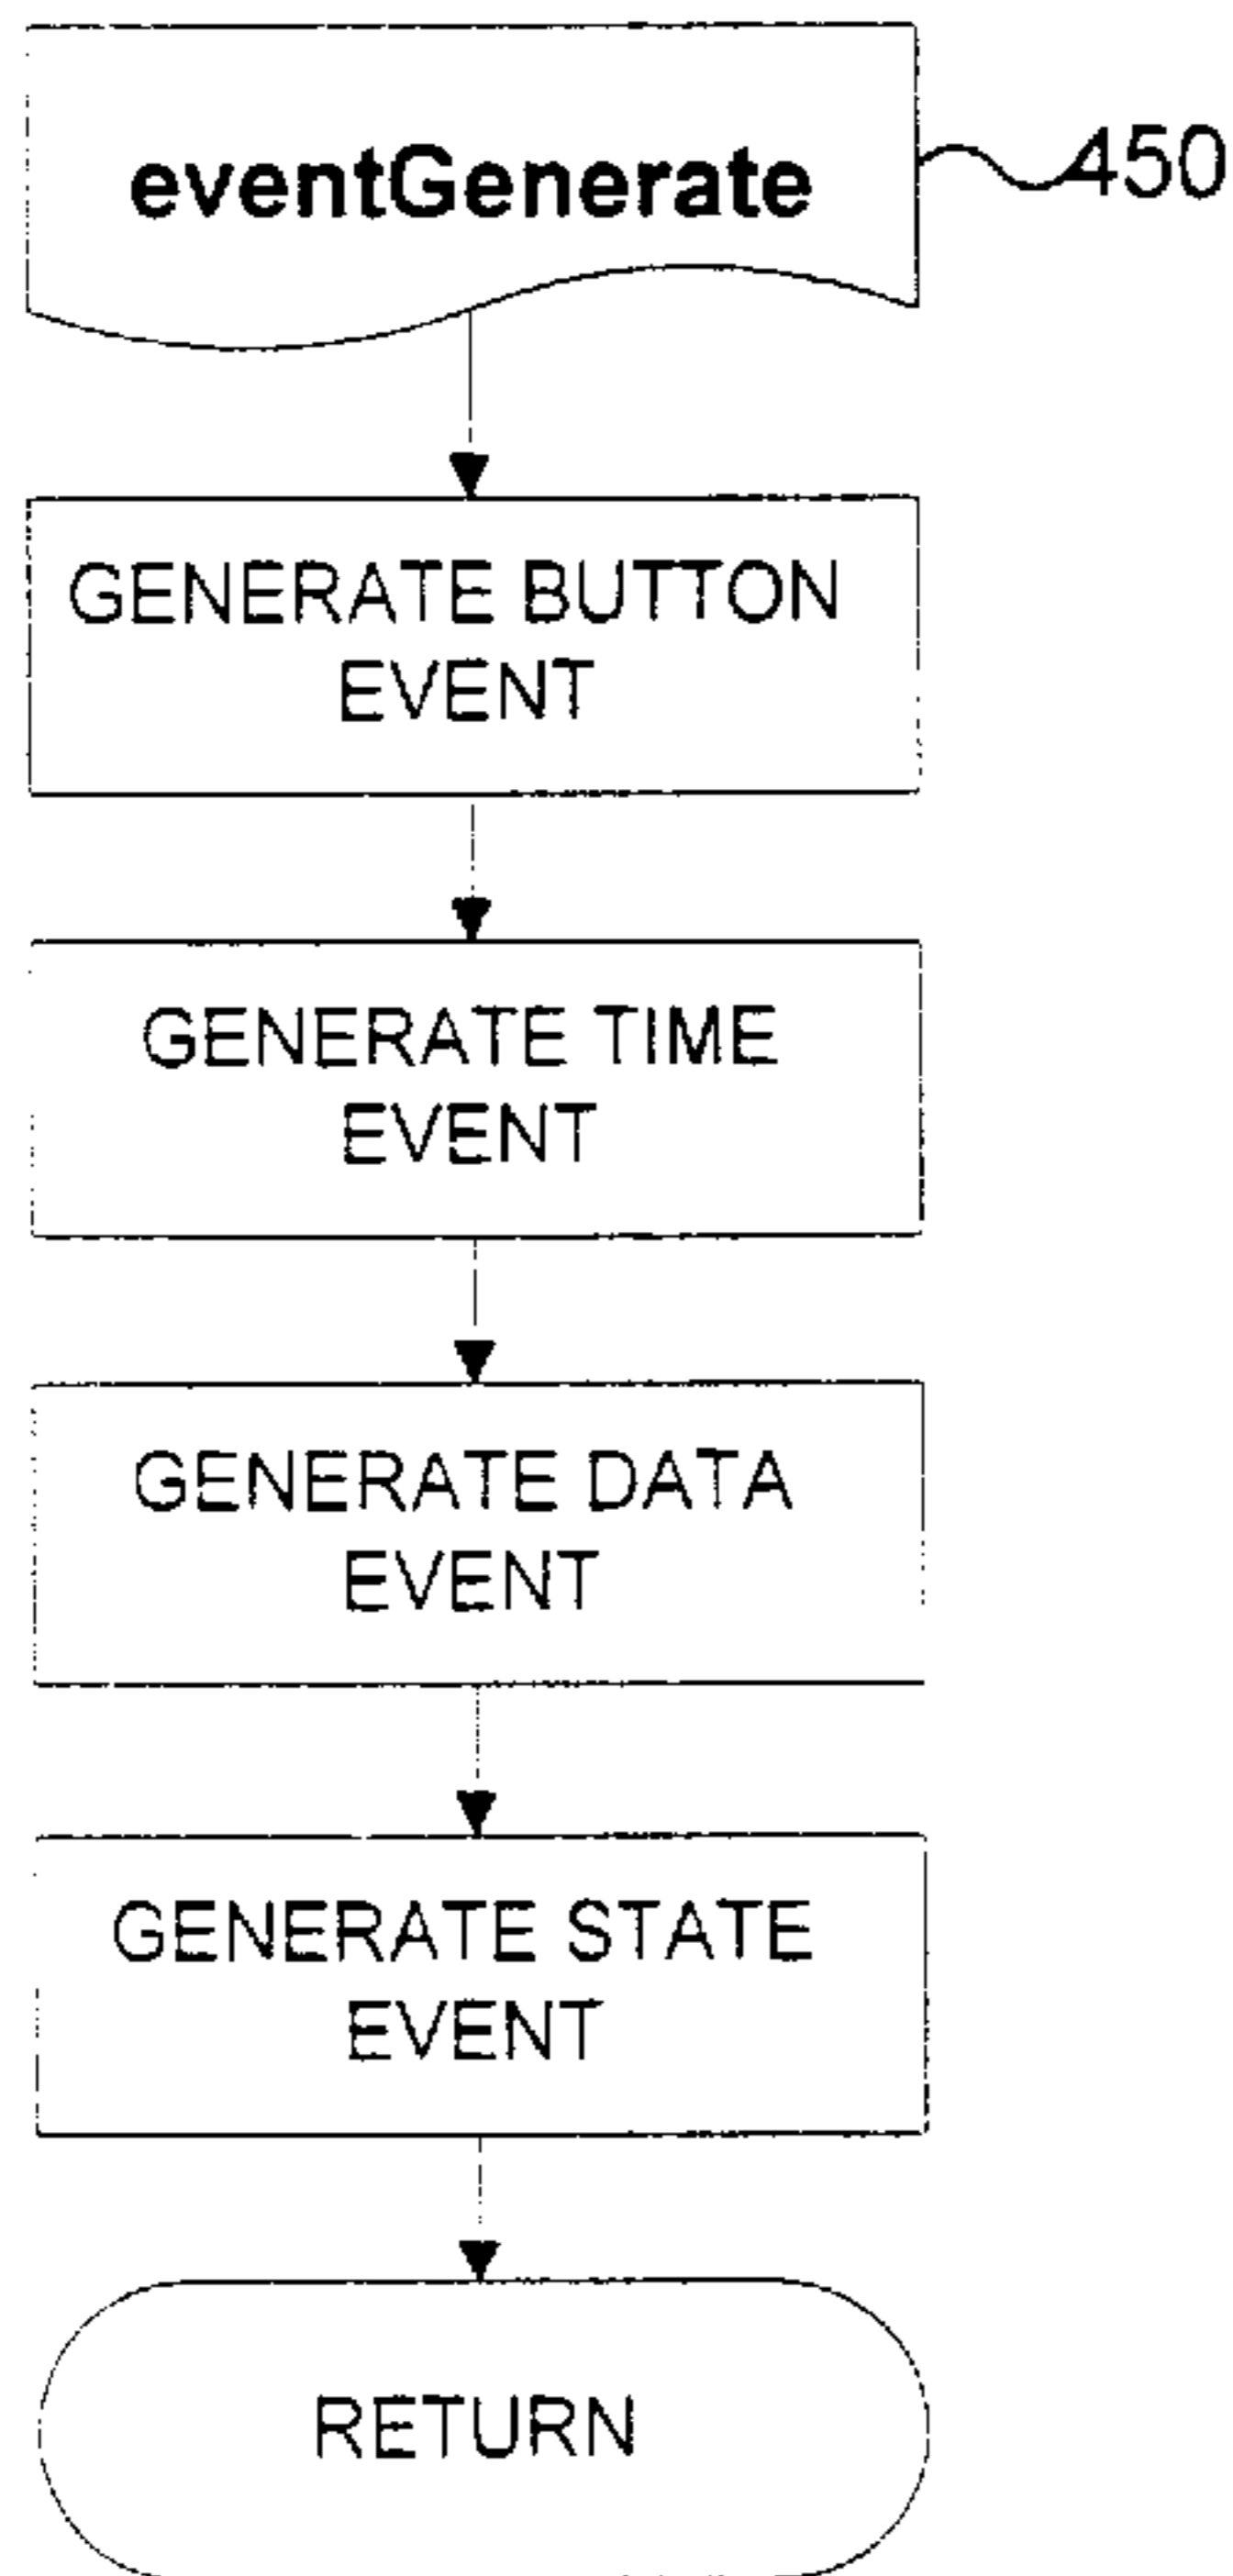 eventGenerate
450
GENERATE BUTTON
EVENT
GENERATE TIME
EVENT
GENERATE DATA
EVENT
GENERATE STATE
EVENT
RETURN